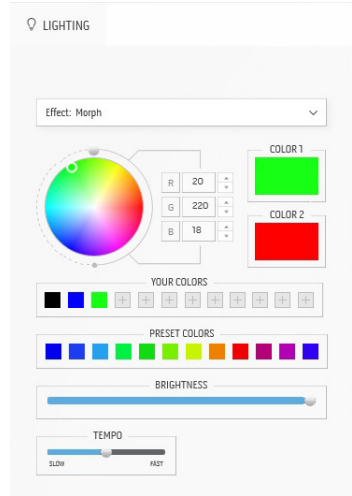 LIGHTING
Effect: Morph
COLOR 1
R 20
G 220
B 18
COLOR 2
YOUR COLORS
PRESET COLORS
BRIGHTNESS
TEMPO
SLOW FAST